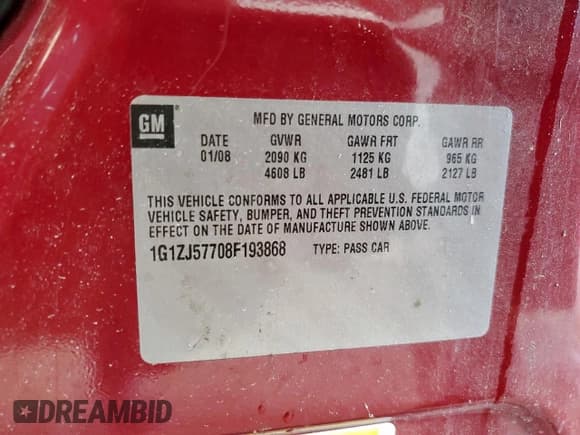 GM
MFD BY GENERAL MOTORS CORP.
DATE GVWR GAWR FRT GAWR RR
01/08 2090 KG 1125 KG 965 KG
4608 LB 2481 LB 2127 LB
THIS VEHICLE CONFORMS TO ALL APPLICABLE U.S. FEDERAL MOTOR
VEHICLE SAFETY, BUMPER, AND THEFT PREVENTION STANDARDS IN
EFFECT ON THE DATE OF MANUFACTURE SHOWN ABOVE.
1G1ZJ57708F193868 TYPE: PASS CAR
DREAMBID